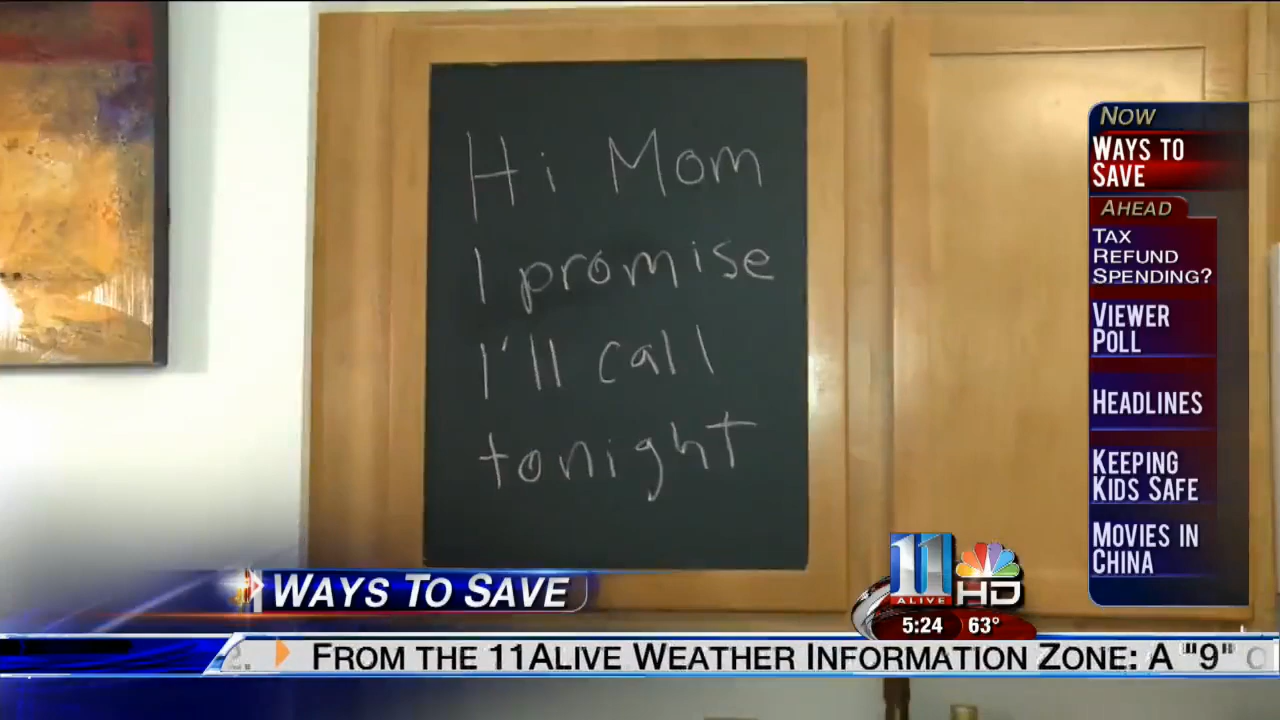 Hi Mom
I promise
I'll call
tonight
NOW
WAYS TO
SAVE
AHEAD
TAX
REFUND
SPENDING?
VIEWER
POLL
HEADLINES
KEEPING
KIDS SAFE
MOVIES IN
CHINA
WAYS TO SAVE
11
ALIVE
HD
5:24 63°
FROM THE 11ALIVE WEATHER INFORMATION ZONE: A "9"